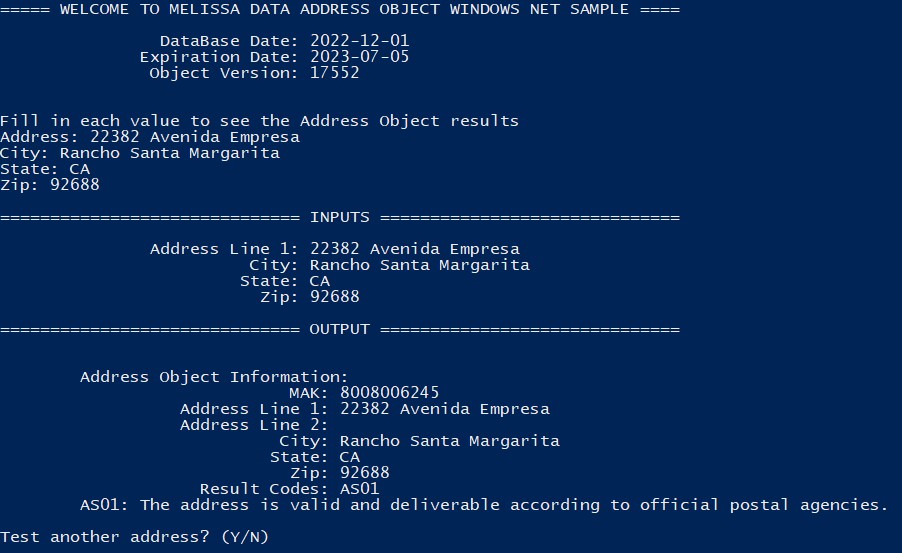 ===== WELCOME TO MELISSA DATA ADDRESS OBJECT WINDOWS NET SAMPLE ====
DataBase Date: 2022-12-01
Expiration Date: 2023-07-05
Object Version: 17552
Fill in each value to see the Address Object results
Address: 22382 Avenida Empresa
City: Rancho Santa Margarita
State: CA
Zip: 92688
============================== INPUTS ==============================
Address Line 1: 22382 Avenida Empresa
City: Rancho Santa Margarita
State: CA
Zip: 92688
============================== OUTPUT ==============================
Address Object Information:
MAK: 8008006245
Address Line 1: 22382 Avenida Empresa
Address Line 2:
City: Rancho Santa Margarita
State: CA
Zip: 92688
Result Codes: AS01
AS01: The address is valid and deliverable according to official postal agencies.
Test another address? (Y/N)